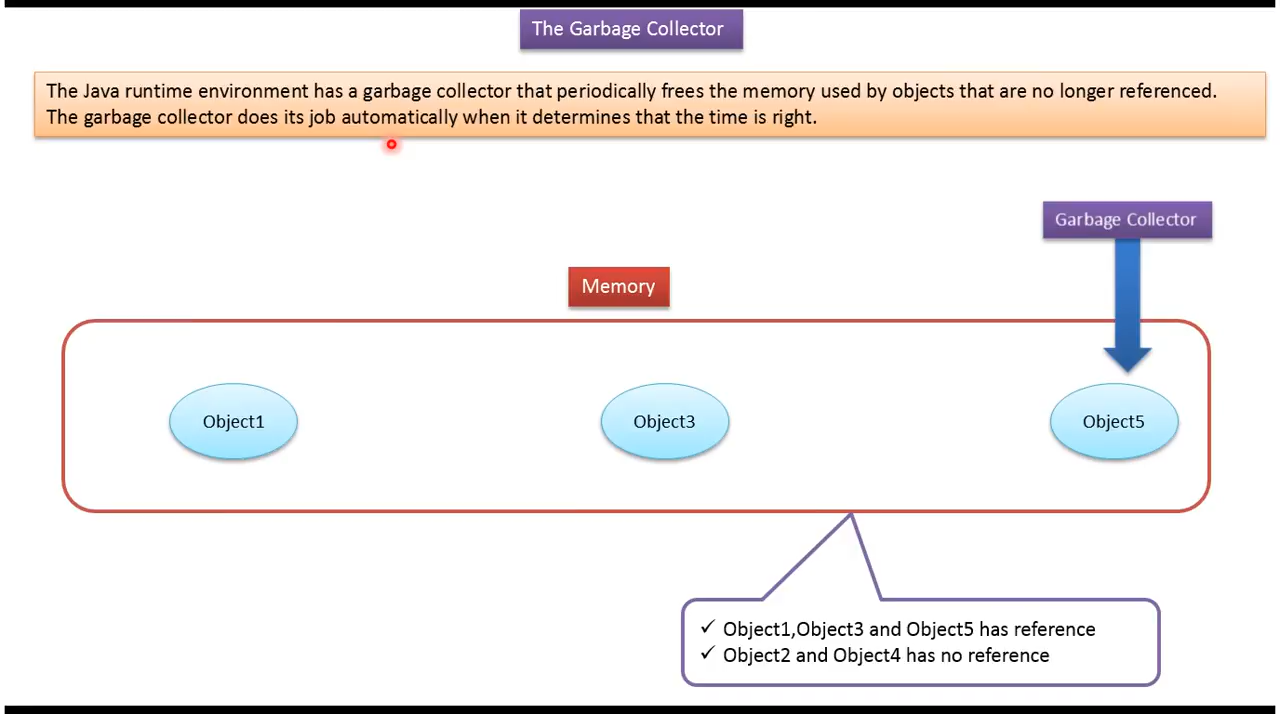 The Garbage Collector
The Java runtime environment has a garbage collector that periodically frees the memory used by objects that are no longer referenced.
The garbage collector does its job automatically when it determines that the time is right.
Garbage Collector
Memory
Object1
Object3
Object5
✓ Object1,Object3 and Object5 has reference
✓ Object2 and Object4 has no reference